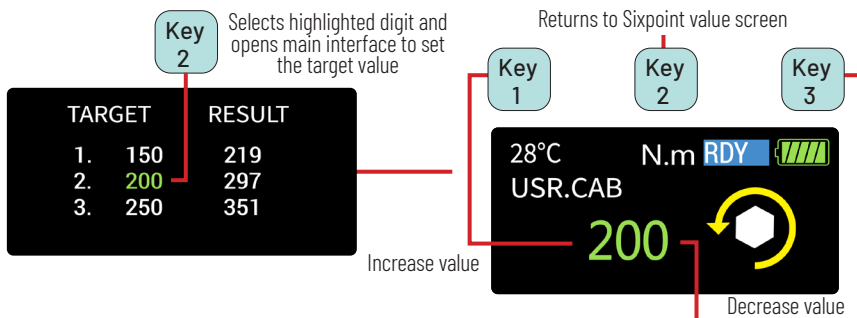 Key
2
Selects highlighted digit and
opens main interface to set
the target value
TARGET RESULT
1. 150 219
2. 200 297
3. 250 351
Returns to Sixpoint value screen
Key
1
Key
2
Key
3
28°C N.m RDY
USR.CAB
200
Increase value
Decrease value